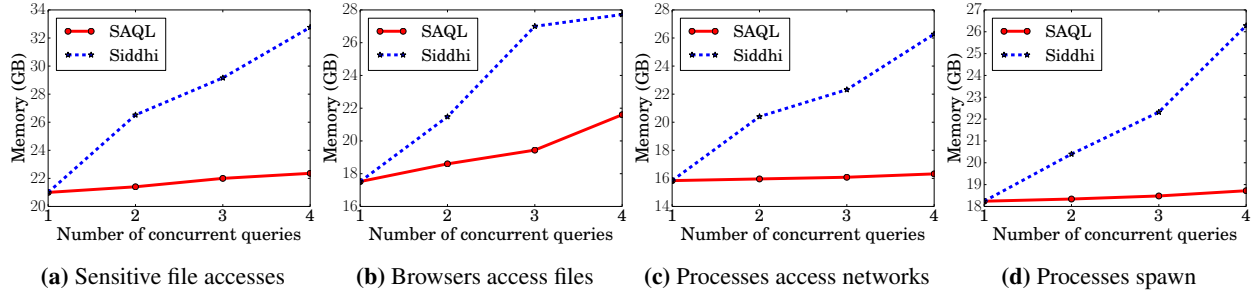 34
32
30
28
26
24
22
20
Memory (GB)
SAQL
Siddhi
1 2 3 4
Number of concurrent queries
(a) Sensitive file accesses
28
26
24
22
20
18
16
Memory (GB)
SAQL
Siddhi
1 2 3 4
Number of concurrent queries
(b) Browsers access files
28
26
24
22
20
18
16
14
Memory (GB)
SAQL
Siddhi
1 2 3 4
Number of concurrent queries
(c) Processes access networks
27
26
25
24
23
22
21
20
19
18
17
Memory (GB)
SAQL
Siddhi
1 2 3 4
Number of concurrent queries
(d) Processes spawn